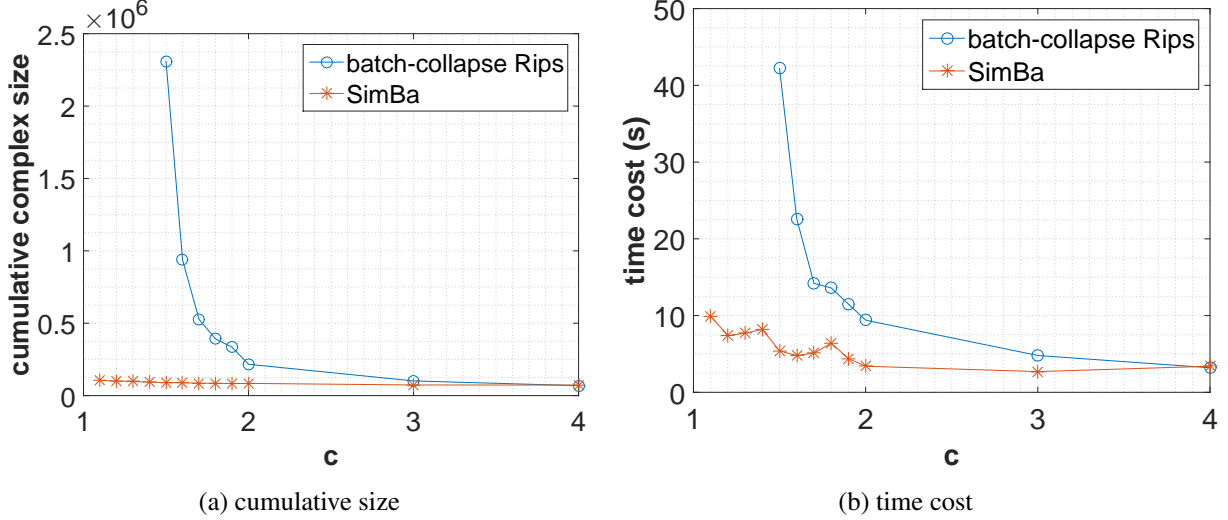 ×10⁶
2.5
2
1.5
1
0.5
0
1
2
3
4
cumulative complex size
c
batch-collapse Rips
SimBa
(a) cumulative size
50
40
30
20
10
0
1
2
3
4
time cost (s)
c
batch-collapse Rips
SimBa
(b) time cost